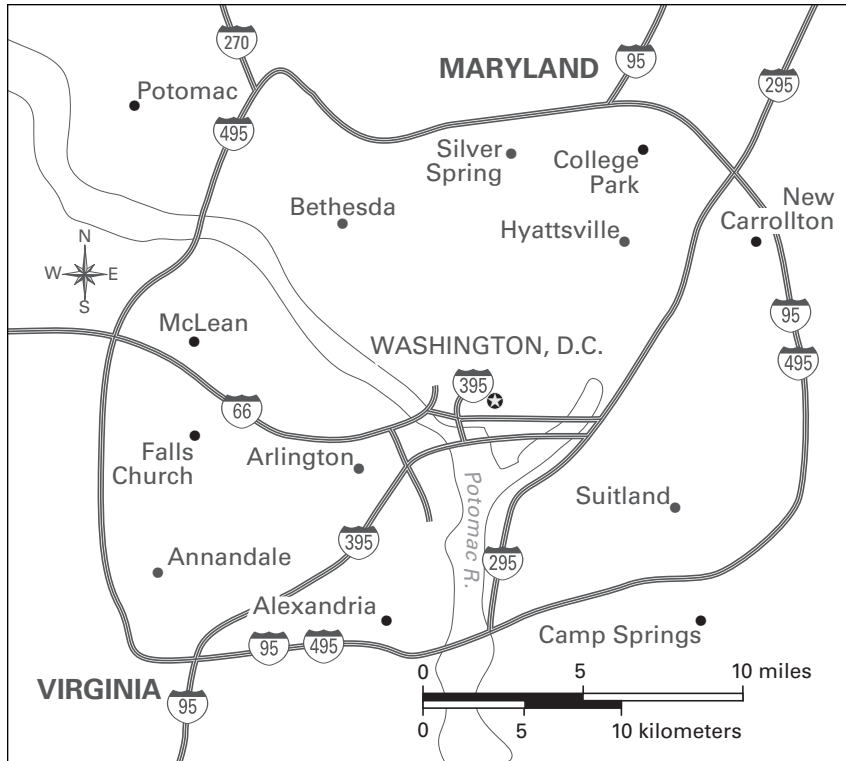 270
95
MARYLAND
295
Potomac
495
Silver
Spring
College
Park
New
Carrollton
Bethesda
Hyattsville
N
W
E
S
95
McLean
WASHINGTON, D.C.
495
395
66
Falls
Church
Arlington
Potomac R.
Suitland
395
295
Annandale
Alexandria
Camp Springs
95
495
VIRGINIA
95
0
5
10 miles
0
5
10 kilometers